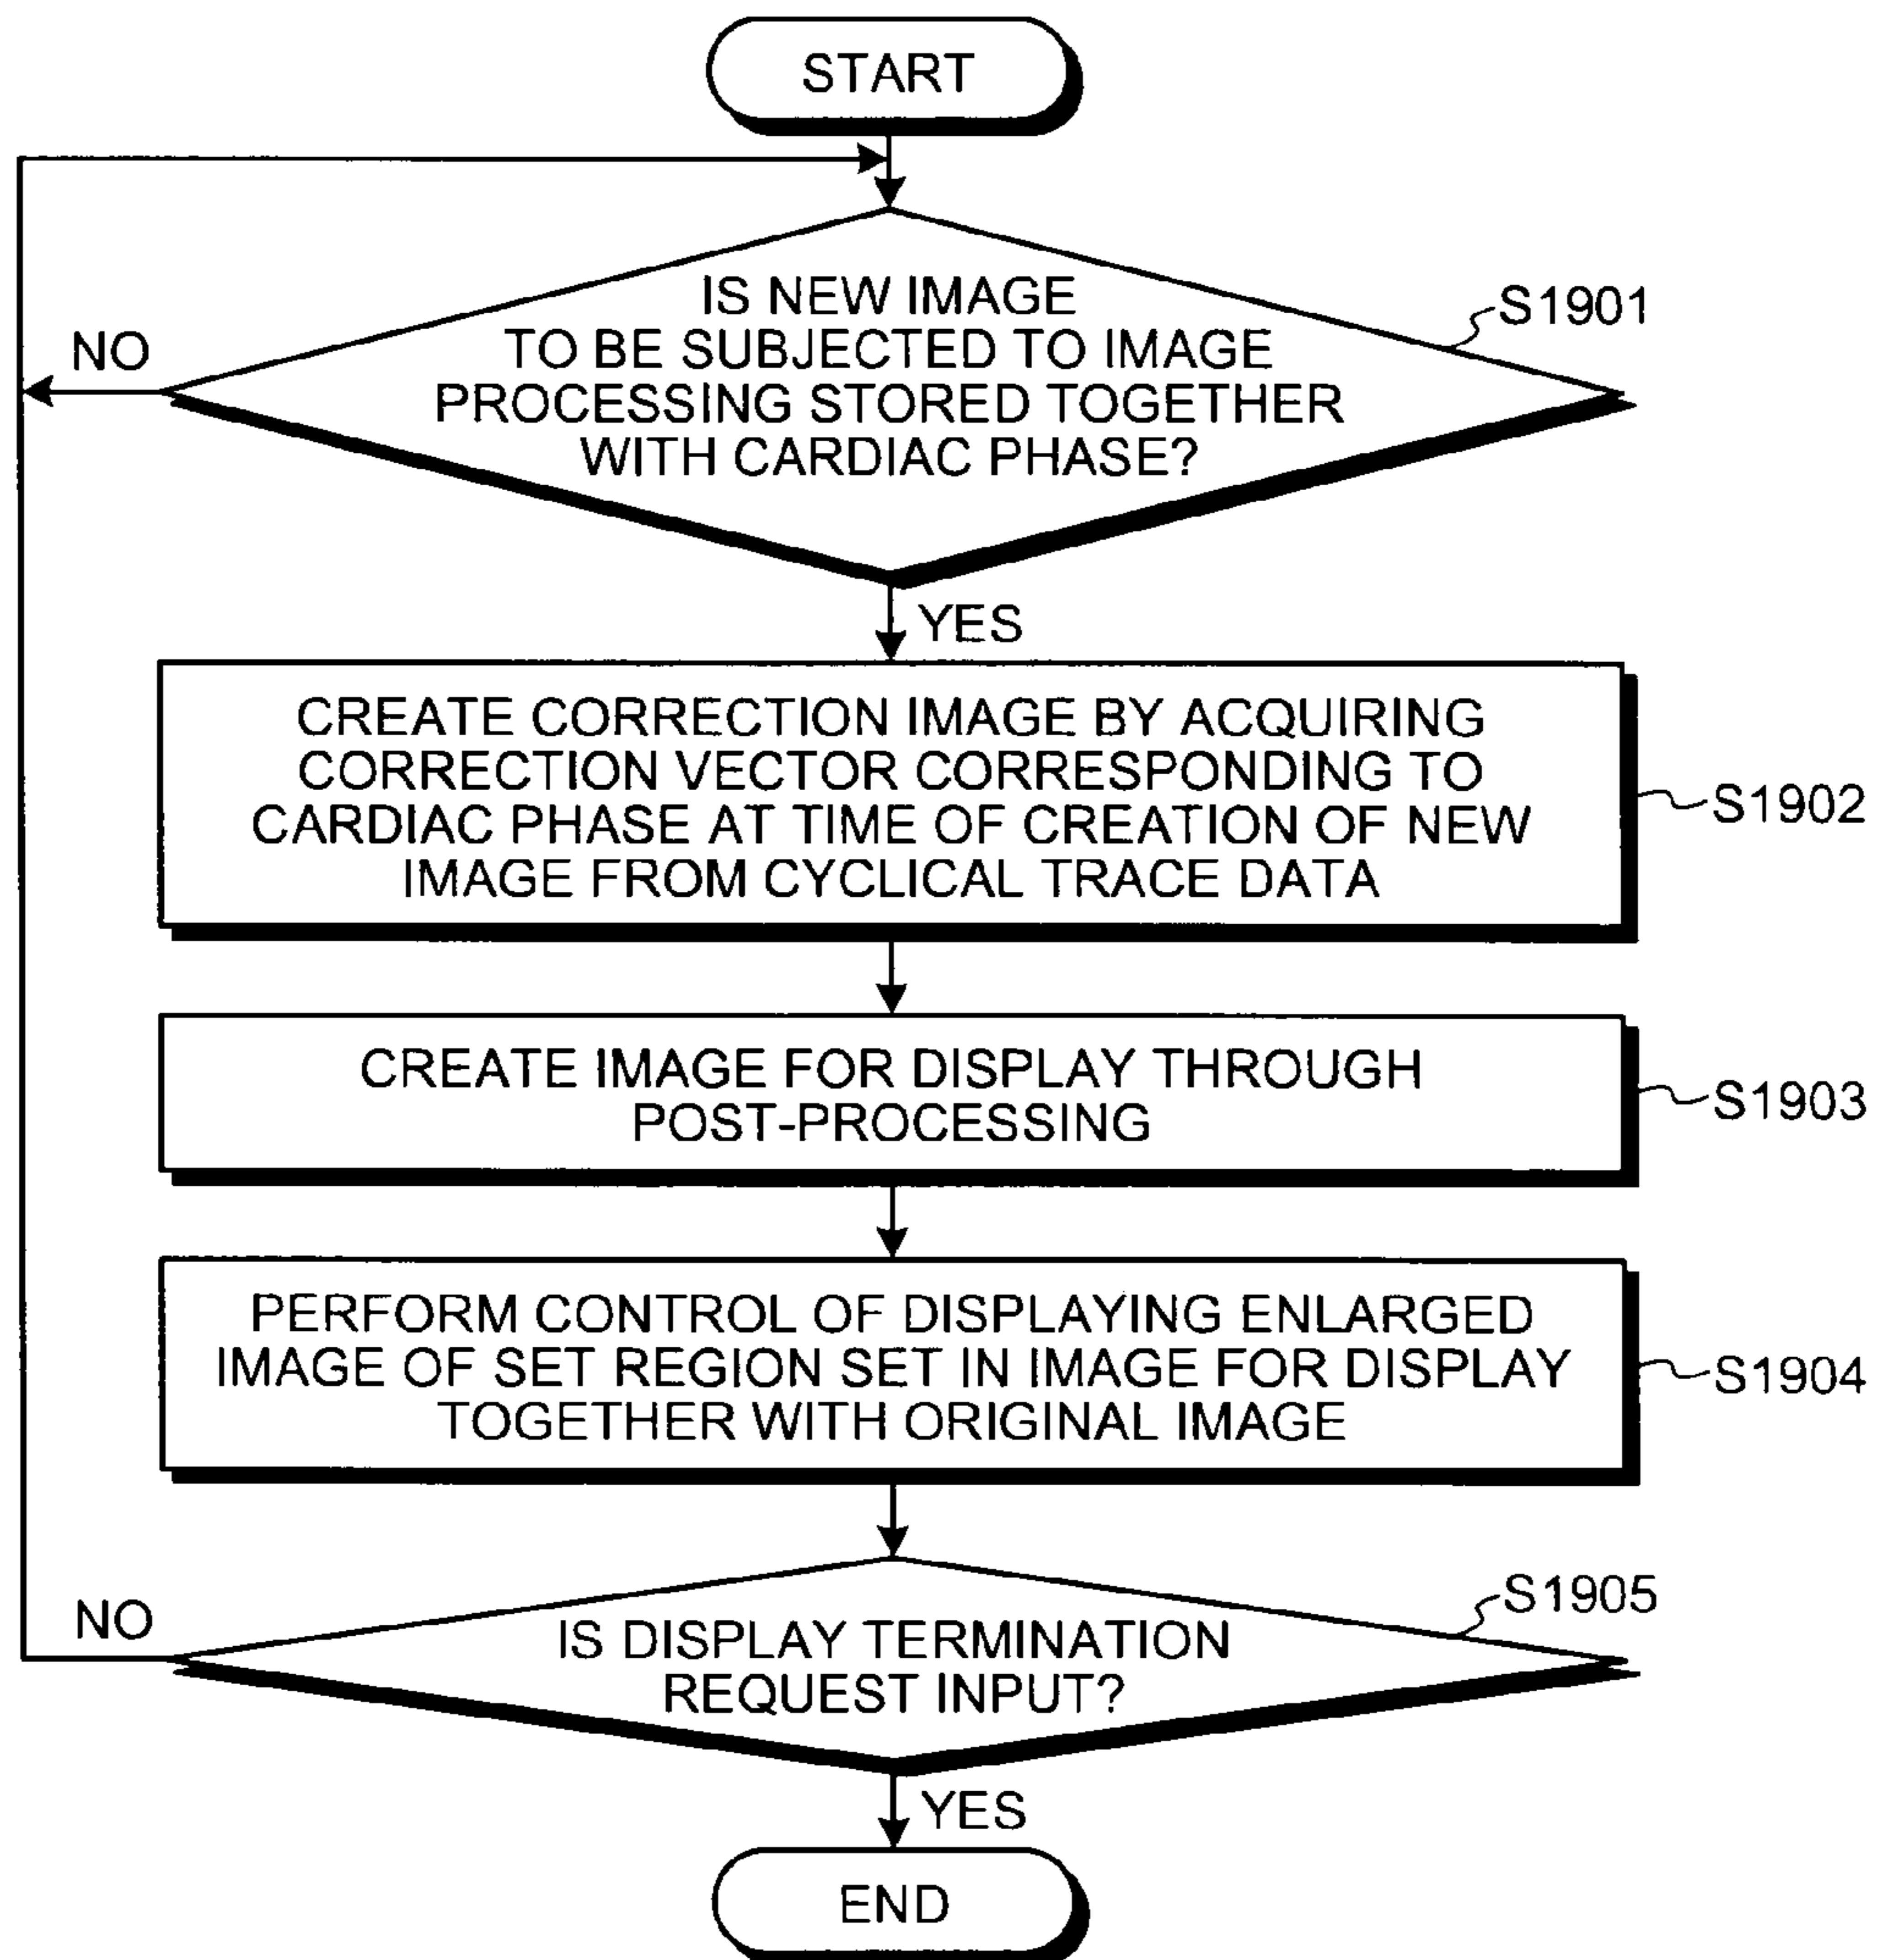 START
IS NEW IMAGE
TO BE SUBJECTED TO IMAGE
PROCESSING STORED TOGETHER
WITH CARDIAC PHASE?
S1901
NO
YES
CREATE CORRECTION IMAGE BY ACQUIRING
CORRECTION VECTOR CORRESPONDING TO
CARDIAC PHASE AT TIME OF CREATION OF NEW
IMAGE FROM CYCLICAL TRACE DATA
S1902
CREATE IMAGE FOR DISPLAY THROUGH
POST-PROCESSING
S1903
PERFORM CONTROL OF DISPLAYING ENLARGED
IMAGE OF SET REGION SET IN IMAGE FOR DISPLAY
TOGETHER WITH ORIGINAL IMAGE
S1904
IS DISPLAY TERMINATION
REQUEST INPUT?
S1905
NO
YES
END